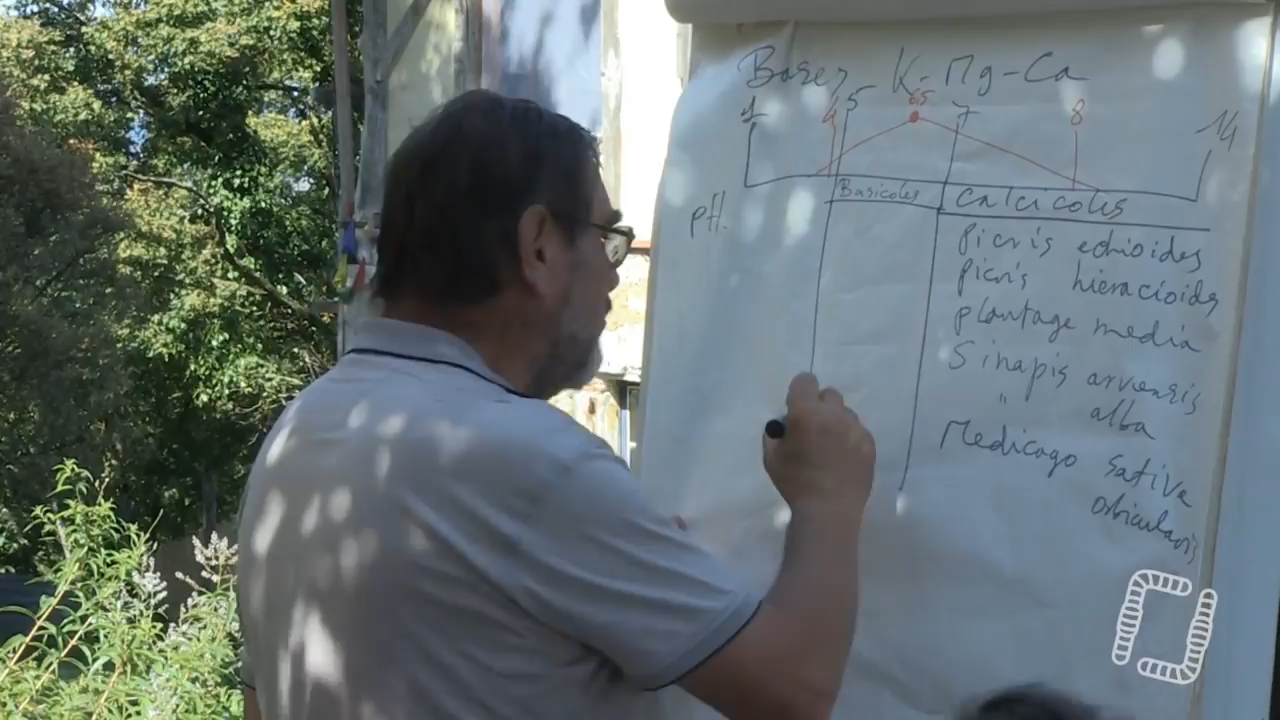 Bases - K - Mg - Ca
1 4 5 6,5 7 8 14
pH
Basicoles Calcicoles
picris echioides
picris hieracioides
plantago media
Sinapis arvensis
" alba
Medicago Sativa
orbicularis